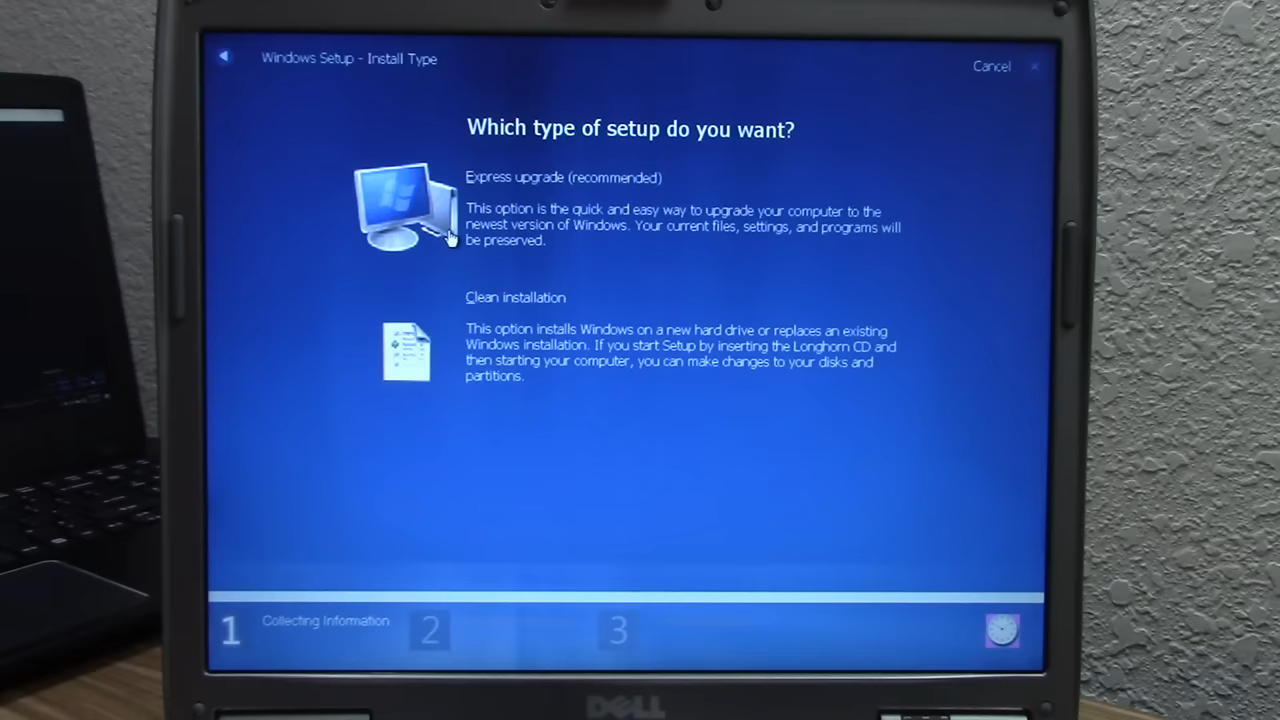 Windows Setup - Install Type
Cancel ×
Which type of setup do you want?
Express upgrade (recommended)
This option is the quick and easy way to upgrade your computer to the
newest version of Windows. Your current files, settings, and programs will
be preserved.
Clean installation
This option installs Windows on a new hard drive or replaces an existing
Windows installation. If you start Setup by inserting the Longhorn CD and
then starting your computer, you can make changes to your disks and
partitions.
1 Collecting Information 2 3
DELL